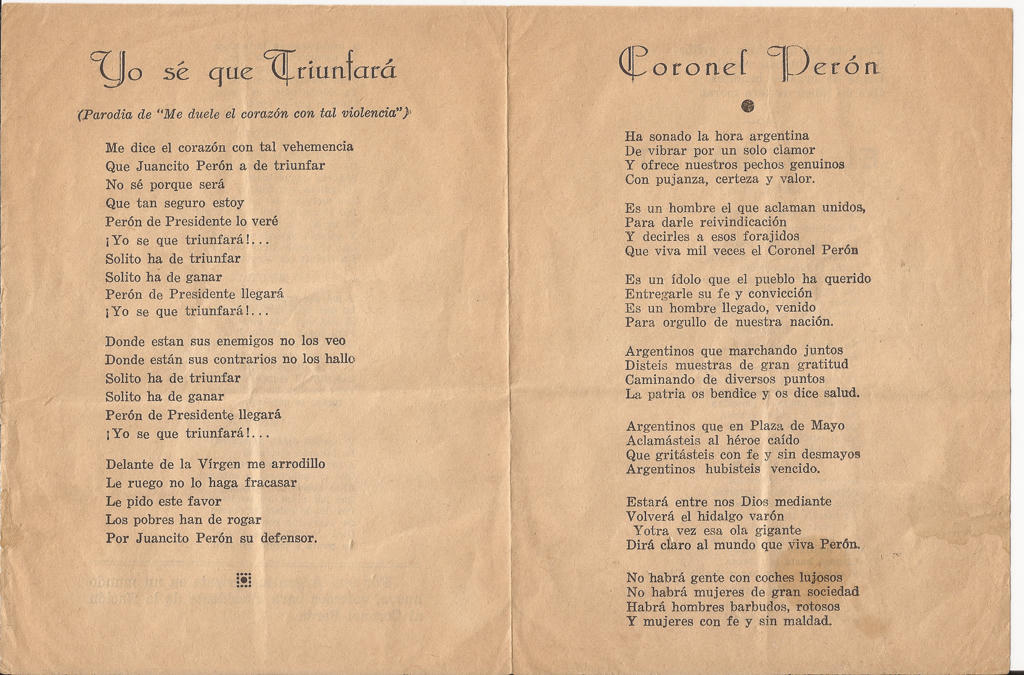 Yo sé que Triunfará
(Parodia de "Me duele el corazón con tal violencia")
Me dice el corazón con tal vehemencia
Que Juancito Perón a de triunfar
No sé porque será
Que tan seguro estoy
Perón de Presidente lo veré
¡Yo se que triunfará!...
Solito ha de triunfar
Solito ha de ganar
Perón de Presidente llegará
¡Yo se que triunfará!...
Donde estan sus enemigos no los veo
Donde están sus contrarios no los hallo
Solito ha de triunfar
Solito ha de ganar
Perón de Presidente llegará
¡Yo se que triunfará!...
Delante de la Vírgen me arrodillo
Le ruego no lo haga fracasar
Le pido este favor
Los pobres han de rogar
Por Juancito Perón su defensor.
Coronel Perón
Ha sonado la hora argentina
De vibrar por un solo clamor
Y ofrece nuestros pechos genuinos
Con pujanza, certeza y valor.
Es un hombre el que aclaman unidos,
Para darle reivindicación
Y decirles a esos forajidos
Que viva mil veces el Coronel Perón
Es un ídolo que el pueblo ha querido
Entregarle su fe y convicción
Es un hombre llegado, venido
Para orgullo de nuestra nación.
Argentinos que marchando juntos
Disteis muestras de gran gratitud
Caminando de diversos puntos
La patria os bendice y os dice salud.
Argentinos que en Plaza de Mayo
Aclamásteis al héroe caído
Que gritásteis con fe y sin desmayos
Argentinos hubisteis vencido.
Estará entre nos Dios mediante
Volverá el hidalgo varón
Yotra vez esa ola gigante
Dirá claro al mundo que viva Perón.
No habrá gente con coches lujosos
No habrá mujeres de gran sociedad
Habrá hombres barbudos, rotosos
Y mujeres con fe y sin maldad.